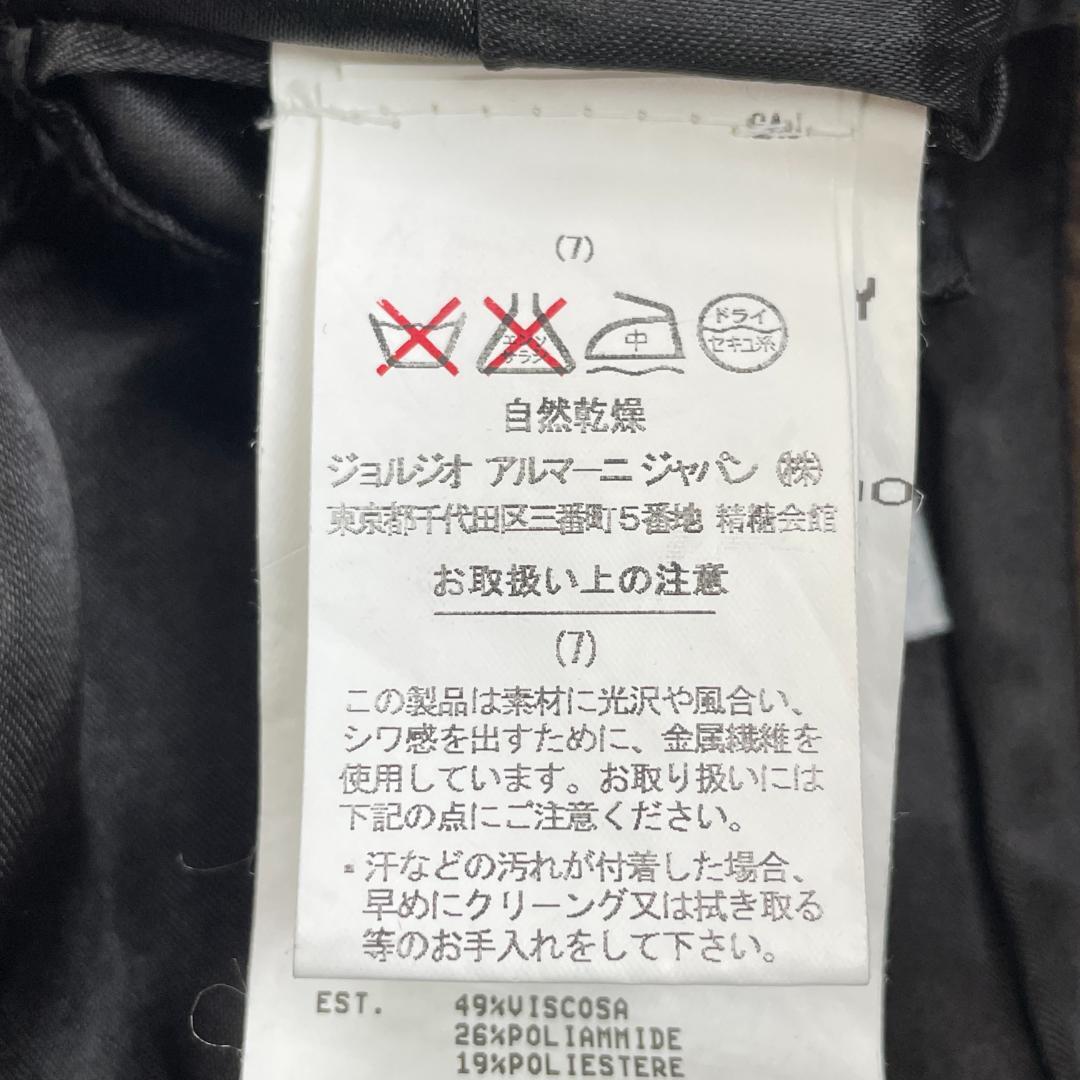 (7)
エンソ
サラシ
中
ドライ
セキユ系
Y
自然乾燥
ジョルジオ アルマーニ ジャパン (株)
IO
東京都千代田区三番町5番地 精糖会館
お取扱い上の注意
(7)
この製品は素材に光沢や風合い、
シワ感を出すために、金属繊維を
使用しています。お取り扱いには
下記の点にご注意ください。
・汗などの汚れが付着した場合、
早めにクリーニング又は拭き取る
等のお手入れをして下さい。
EST. 49%VISCOSA
26%POLIAMMIDE
19%POLIESTERE